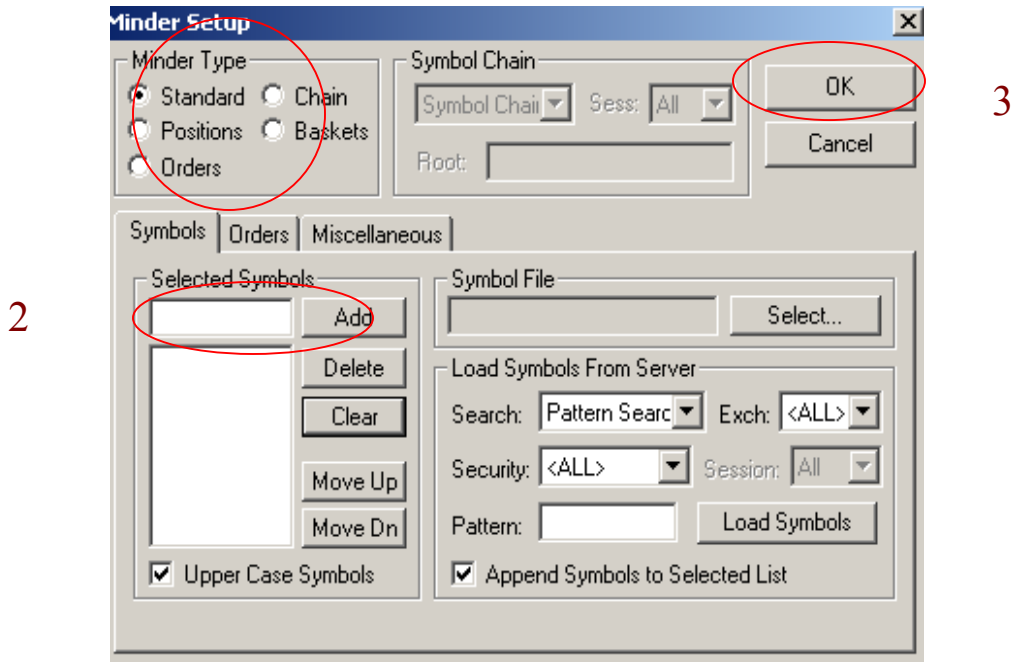 Minder Setup
Minder Type
Standard Chain
Positions Baskets
Orders
Symbol Chain
Symbol Chain Sess: All
Root:
OK
Cancel
3
Symbols Orders Miscellaneous
2
Selected Symbols
Add
Delete
Clear
Move Up
Move Dn
Upper Case Symbols
Symbol File
Select...
Load Symbols From Server
Search: Pattern Searc Exch: <ALL>
Security: <ALL> Session: All
Pattern: Load Symbols
Append Symbols to Selected List